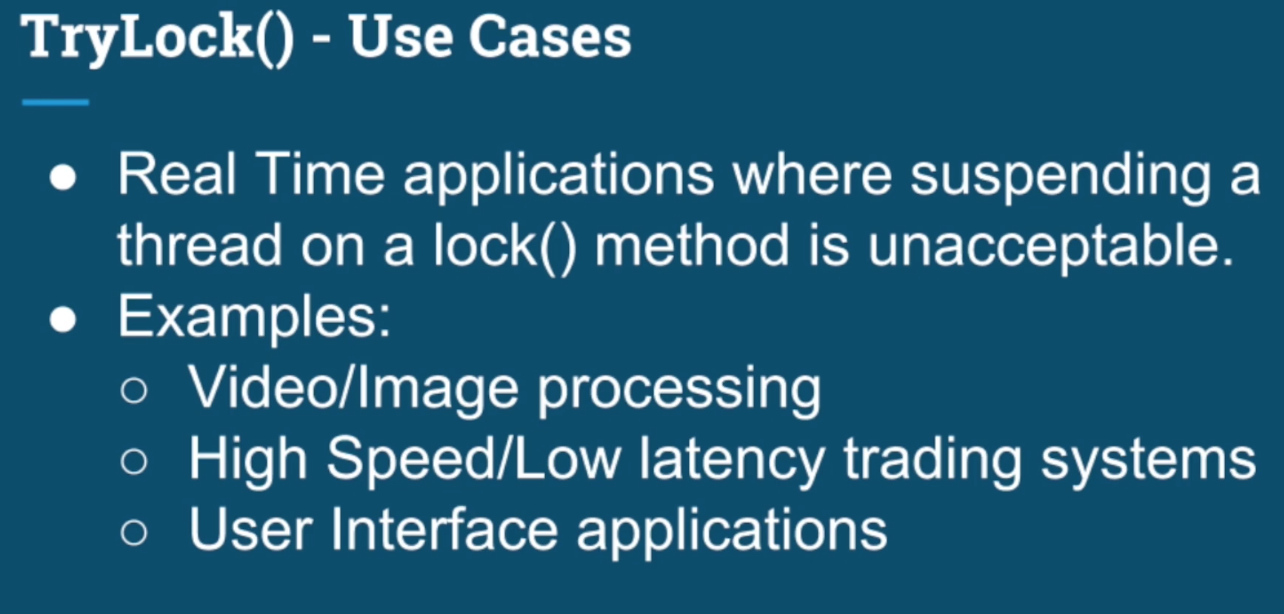 TryLock() - Use Cases
● Real Time applications where suspending a
thread on a lock() method is unacceptable.
● Examples:
○ Video/Image processing
○ High Speed/Low latency trading systems
○ User Interface applications